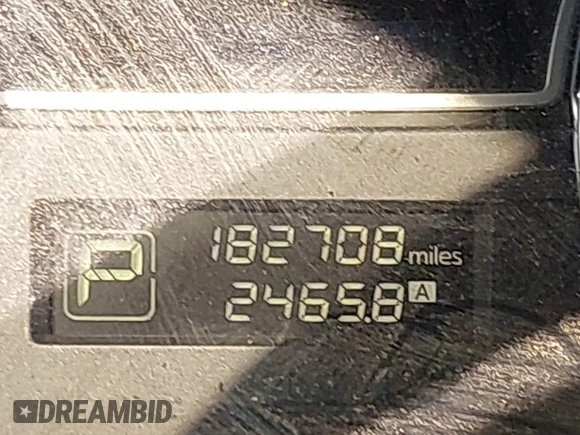 P
182708 miles
2465.8 A
DREAMBID